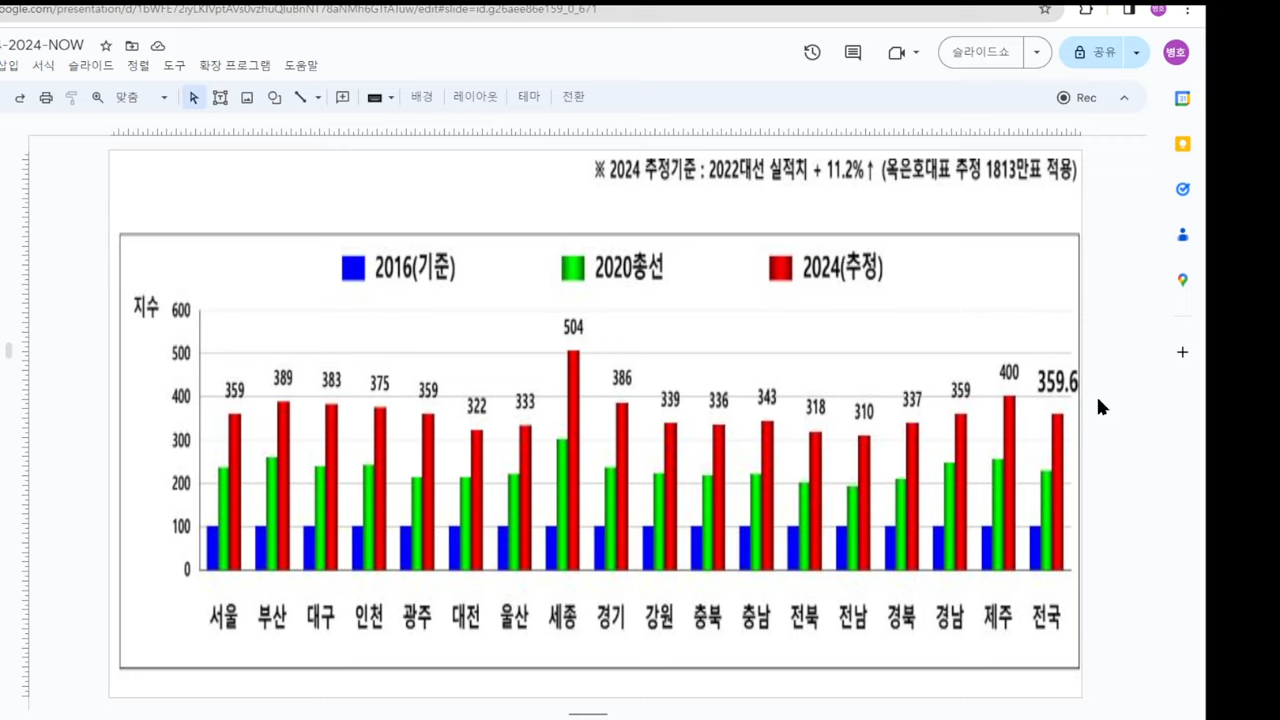 -2024-NOW
삽입 서식 슬라이드 정렬 도구 확장 프로그램 도움말
슬라이드쇼
공유
병호
맞춤
배경 레이아웃 테마 전환
Rec
※ 2024 추정기준 : 2022대선 실적치 + 11.2%↑ (옥은호대표 추정 1813만표 적용)
2016(기준) 2020총선 2024(추정)
지수
600
500
400
300
200
100
0
359 389 383 375 359 322 333 504 386 339 336 343 318 310 337 359 400 359.6
서울 부산 대구 인천 광주 대전 울산 세종 경기 강원 충북 충남 전북 전남 경북 경남 제주 전국